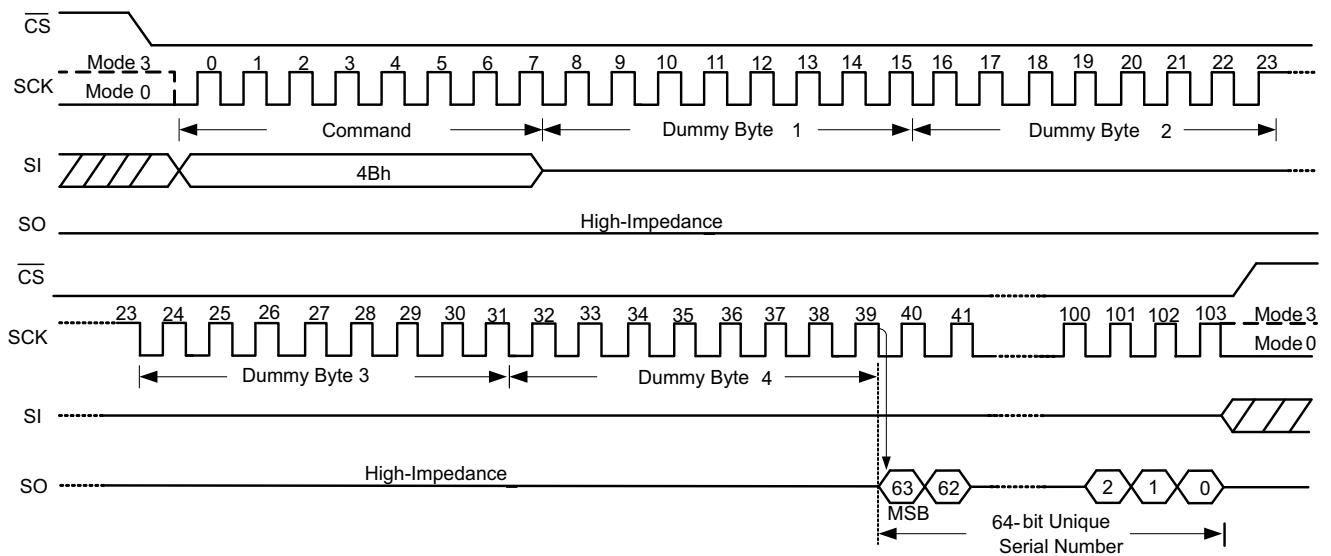 CS
Mode 3 0 1 2 3 4 5 6 7 8 9 10 11 12 13 14 15 16 17 18 19 20 21 22 23
SCK
Mode 0
Command Dummy Byte 1 Dummy Byte 2
SI
4Bh
SO High-Impedance
CS
23 24 25 26 27 28 29 30 31 32 33 34 35 36 37 38 39 40 41 100 101 102 103 Mode 3
SCK
Mode 0
Dummy Byte 3 Dummy Byte 4
SI
High-Impedance
SO 63 62 2 1 0
MSB
64-bit Unique
Serial Number